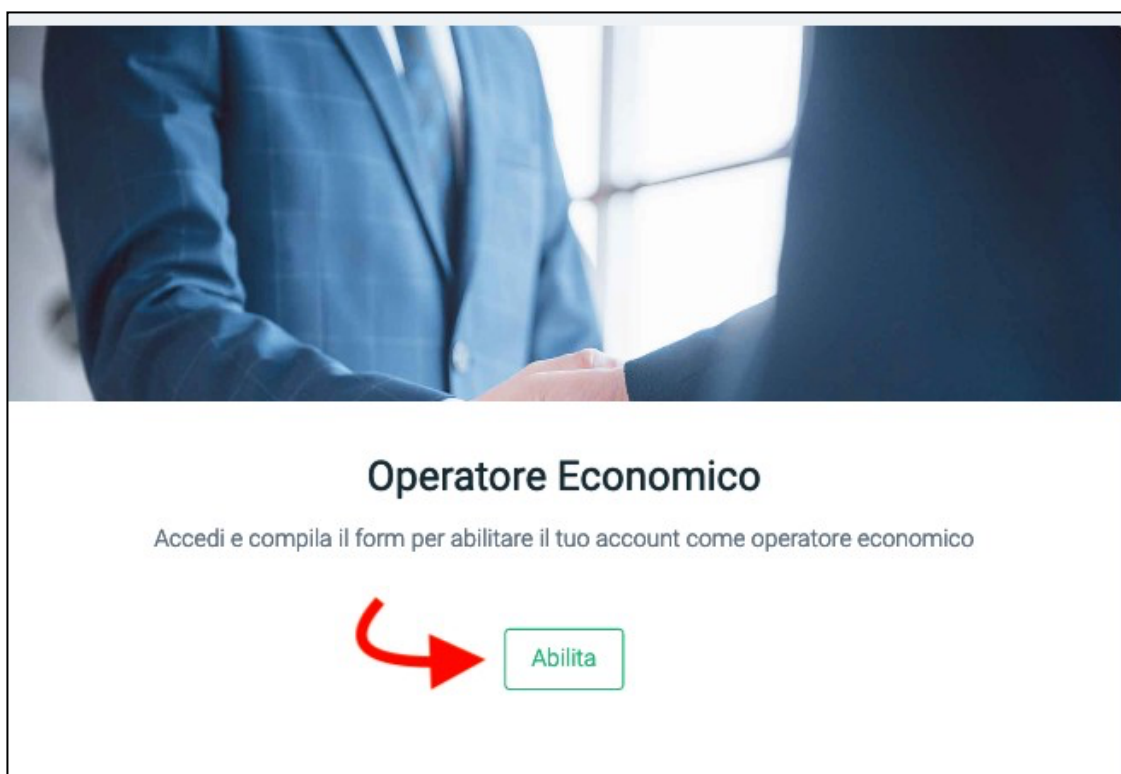 Operatore Economico
Accedi e compila il form per abilitare il tuo account come operatore economico
Abilita